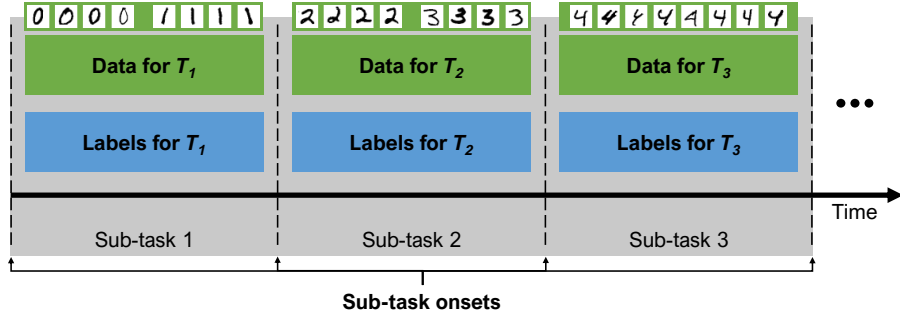 0 0 0 0 1 1 1 1
2 2 2 2 3 3 3 3
4 4 4 4 4 4 4 4
Data for T1
Data for T2
Data for T3
Labels for T1
Labels for T2
Labels for T3
Time
Sub-task 1
Sub-task 2
Sub-task 3
Sub-task onsets